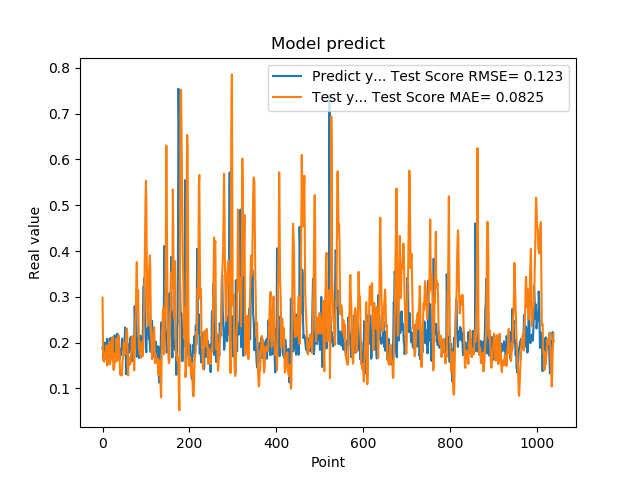 Model predict
Predict y... Test Score RMSE= 0.123
Test y... Test Score MAE= 0.0825
0.8
0.7
0.6
0.5
0.4
0.3
0.2
0.1
Real value
0 200 400 600 800 1000
Point